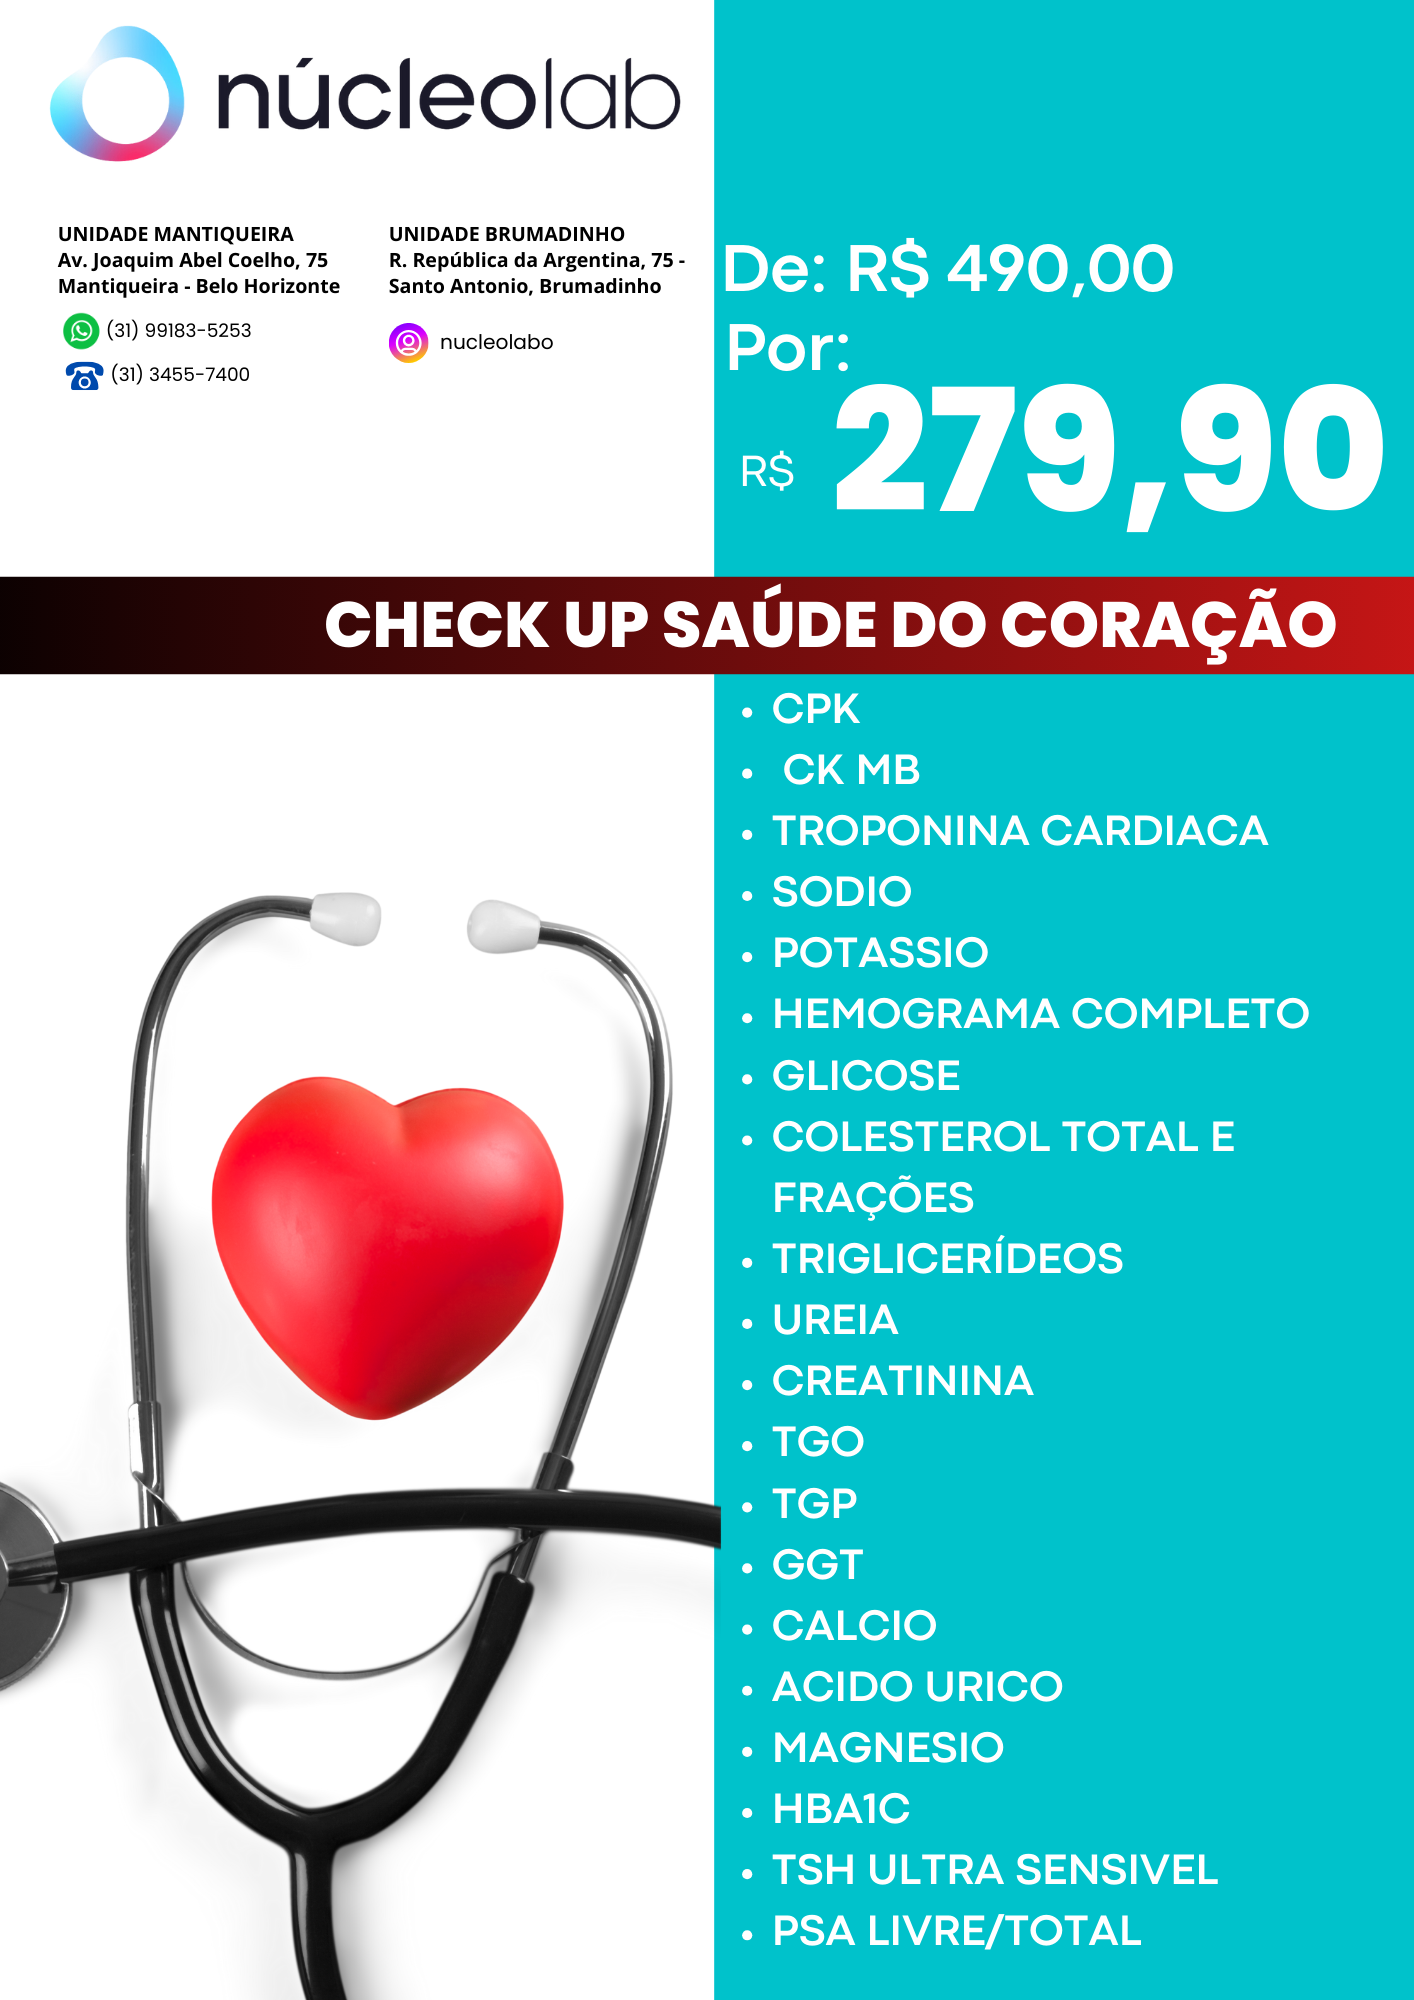 núcleolab
UNIDADE MANTIQUEIRA
Av. Joaquim Abel Coelho, 75
Mantiqueira - Belo Horizonte
(31) 99183-5253
(31) 3455-7400
UNIDADE BRUMADINHO
R. República da Argentina, 75 -
Santo Antonio, Brumadinho
nucleolabo
De: R$ 490,00
Por:
R$ 279,90
CHECK UP SAÚDE DO CORAÇÃO
• CPK
• CK MB
• TROPONINA CARDIACA
• SODIO
• POTASSIO
• HEMOGRAMA COMPLETO
• GLICOSE
• COLESTEROL TOTAL E
FRAÇÕES
• TRIGLICERÍDEOS
• UREIA
• CREATININA
• TGO
• TGP
• GGT
• CALCIO
• ACIDO URICO
• MAGNESIO
• HBA1C
• TSH ULTRA SENSIVEL
• PSA LIVRE/TOTAL